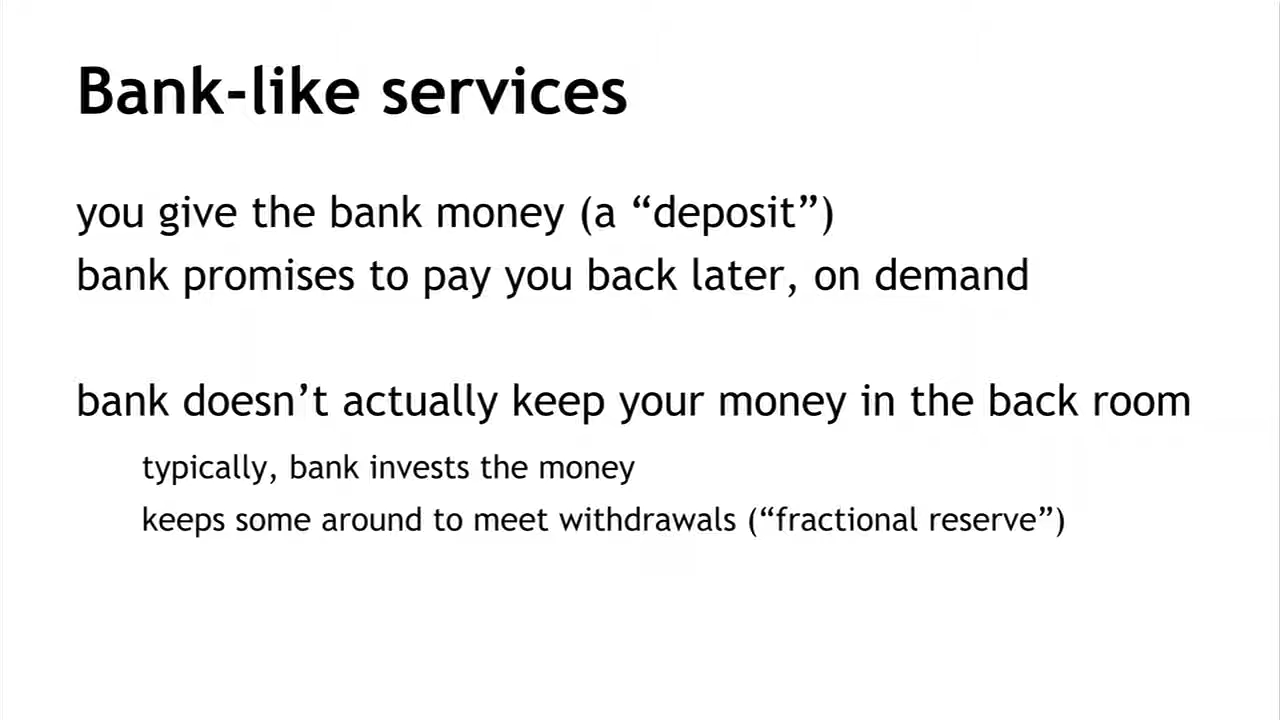 Bank-like services
you give the bank money (a “deposit”)
bank promises to pay you back later, on demand
bank doesn’t actually keep your money in the back room
typically, bank invests the money
keeps some around to meet withdrawals (“fractional reserve”)